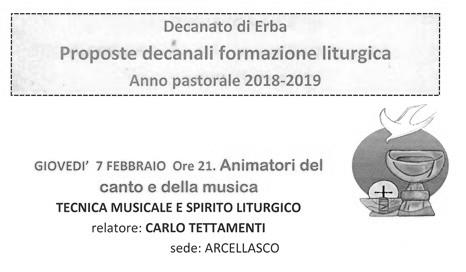 Decanato di Erba
Proposte decanali formazione liturgica
Anno pastorale 2018-2019
GIOVEDI’ 7 FEBBRAIO Ore 21. Animatori del
canto e della musica
TECNICA MUSICALE E SPIRITO LITURGICO
relatore: CARLO TETTAMENTI
sede: ARCELLASCO